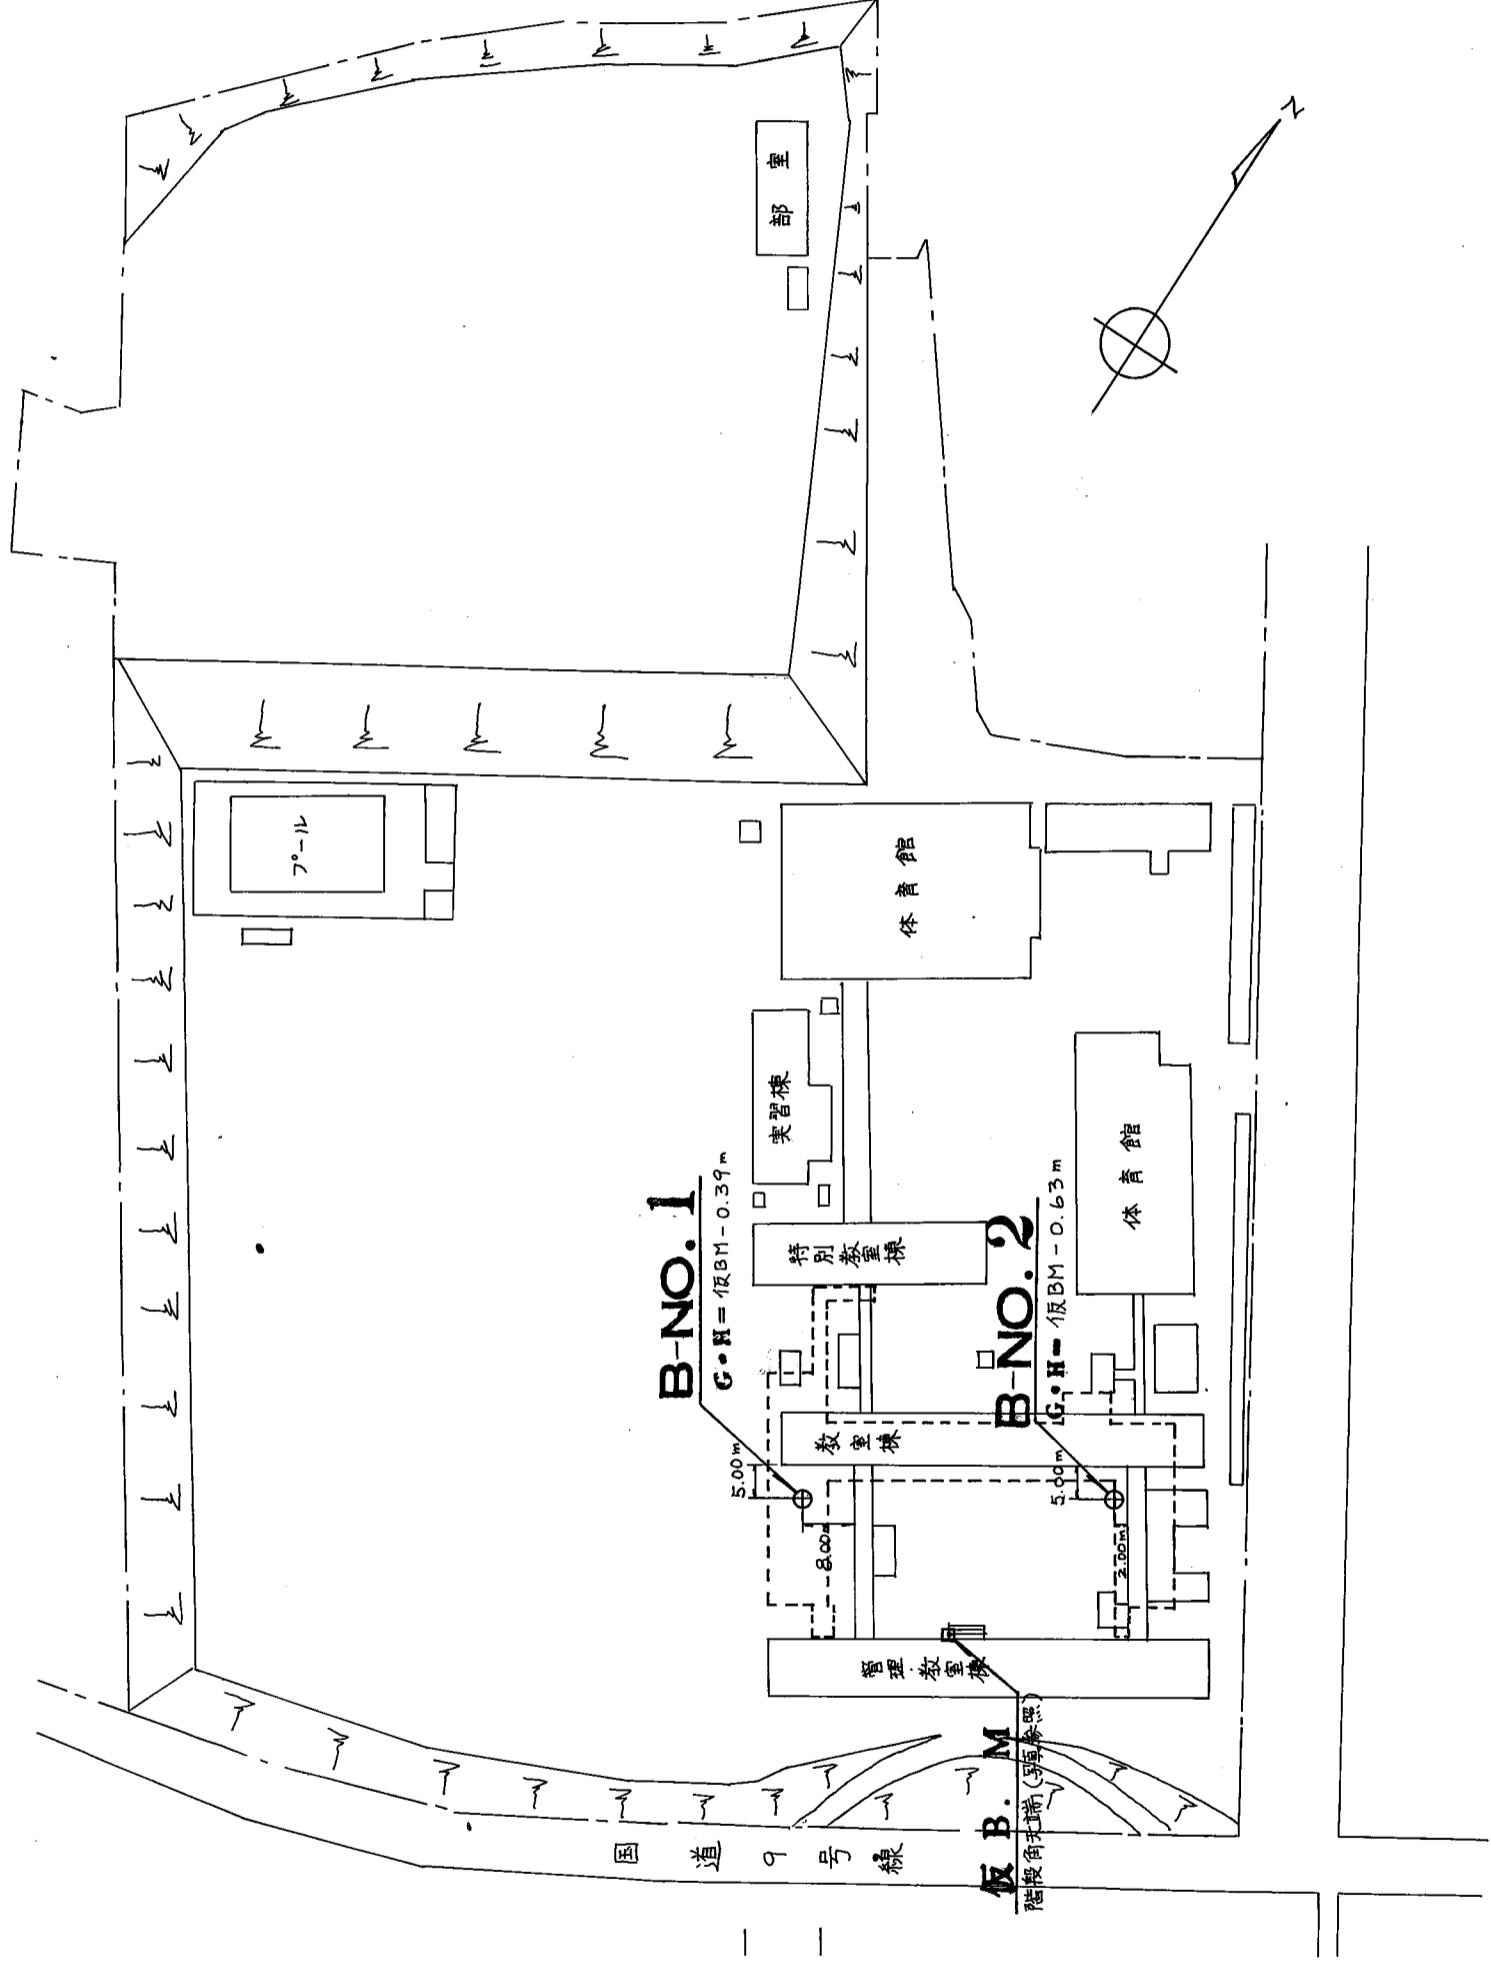 N
部室
プール
体育館
実習棟
体育館
B-NO. 1
G・H=仮BM-0.39m
特別教室棟
B-NO. 2
G・H=仮BM-0.63m
教室棟
5.00m
8.00m
5.00m
2.00m
管理・教室棟
仮 B. M
階段角天端(写真参照)
国道9号線